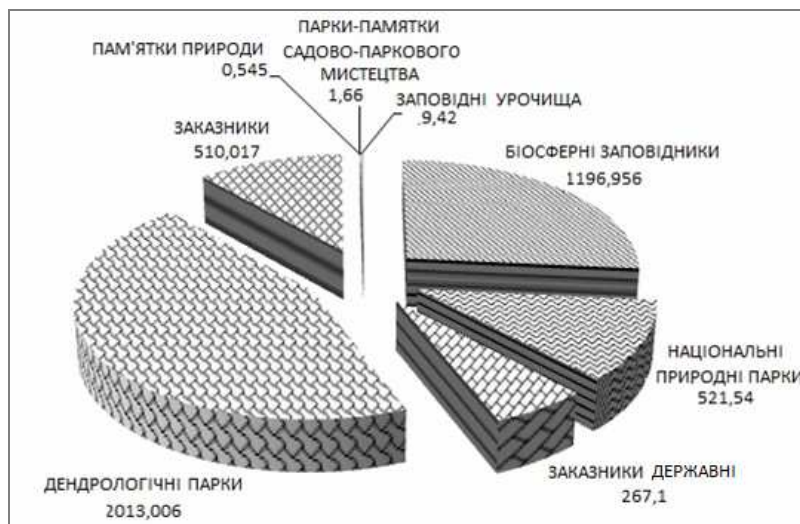 ПАРКИ-ПАМЯТКИ
САДОВО-ПАРКОВОГО
МИСТЕЦТВА
1,66
ПАМ'ЯТКИ ПРИРОДИ
0,545
ЗАПОВІДНІ УРОЧИЩА
9,42
ЗАКАЗНИКИ
510,017
БІОСФЕРНІ ЗАПОВІДНИКИ
1196,956
НАЦІОНАЛЬНІ
ПРИРОДНІ ПАРКИ
521,54
ЗАКАЗНИКИ ДЕРЖАВНІ
267,1
ДЕНДРОЛОГІЧНІ ПАРКИ
2013,006